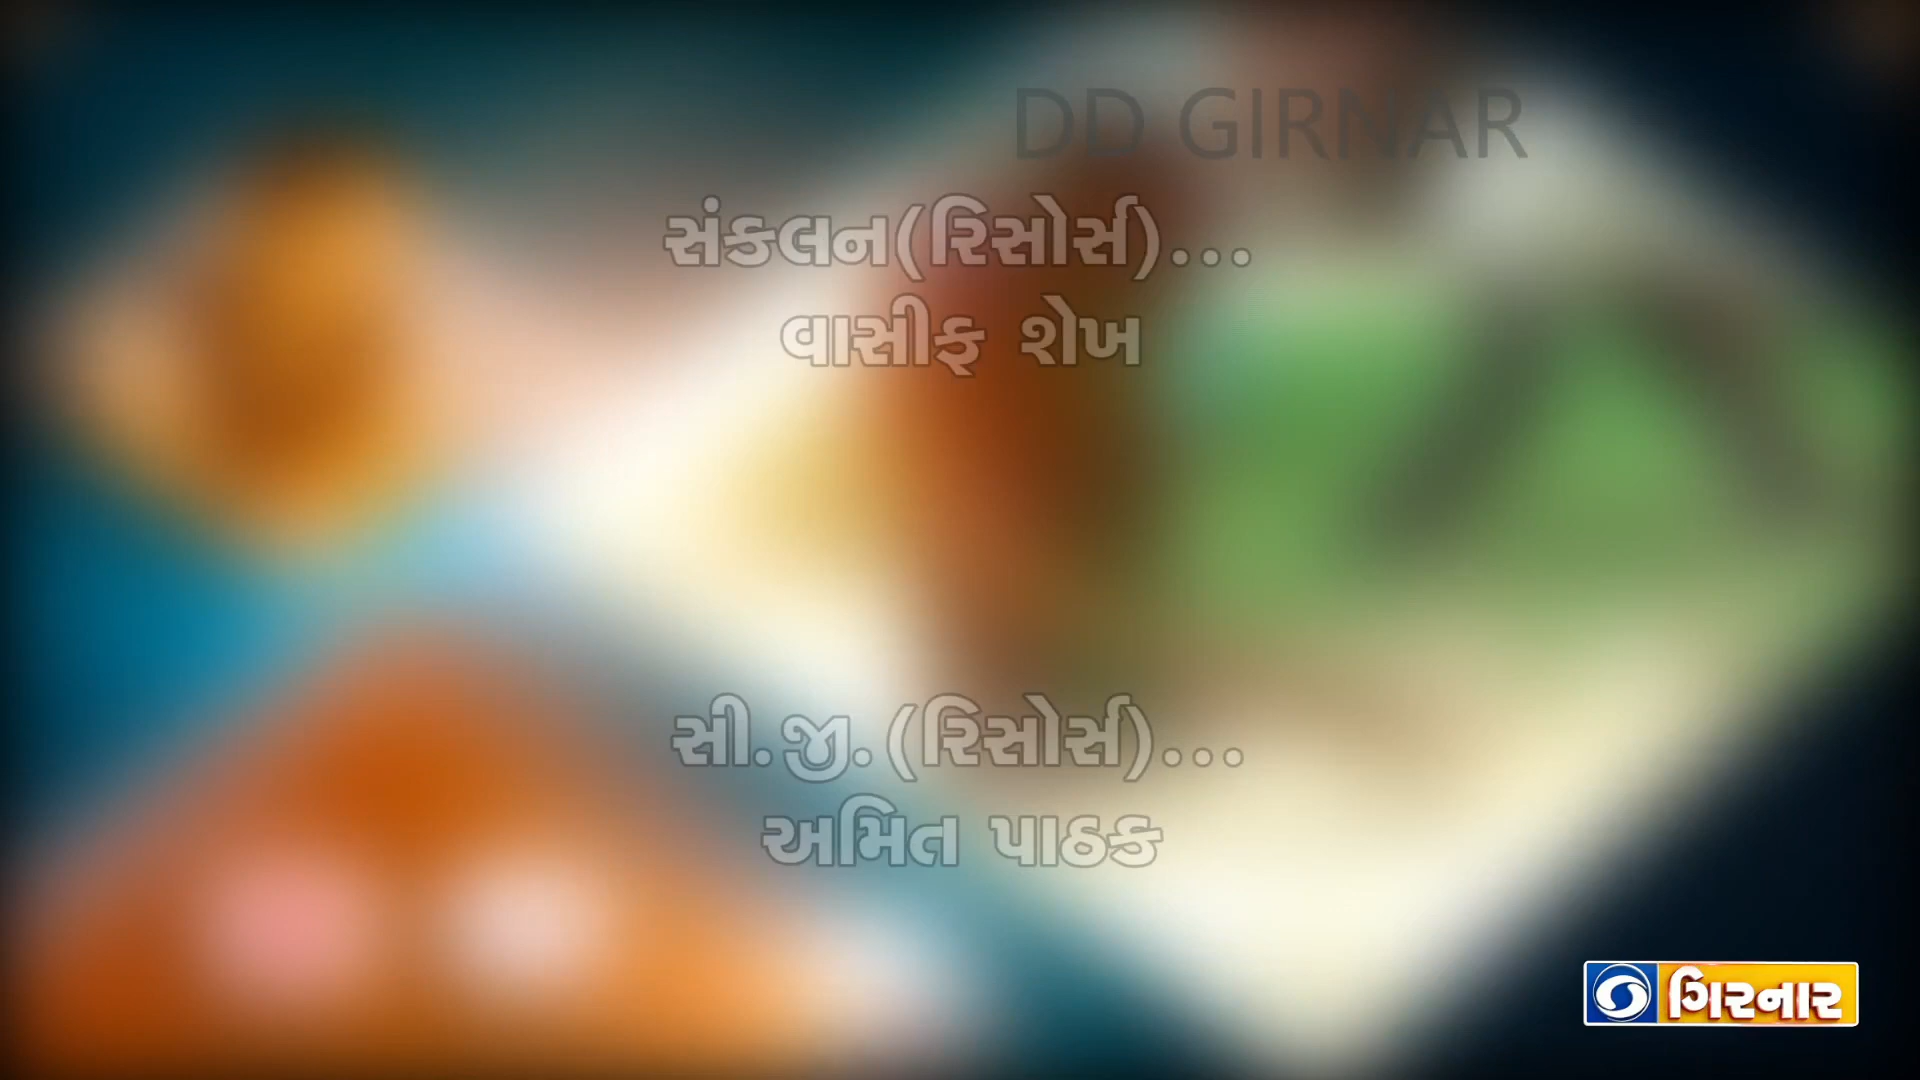 DD GIRNAR
સંકલન(રિસોર્સ)...
વાસીફ શેખ
સી.જી.(રિસોર્સ)...
અમિત પાઠક
ગિરનાર